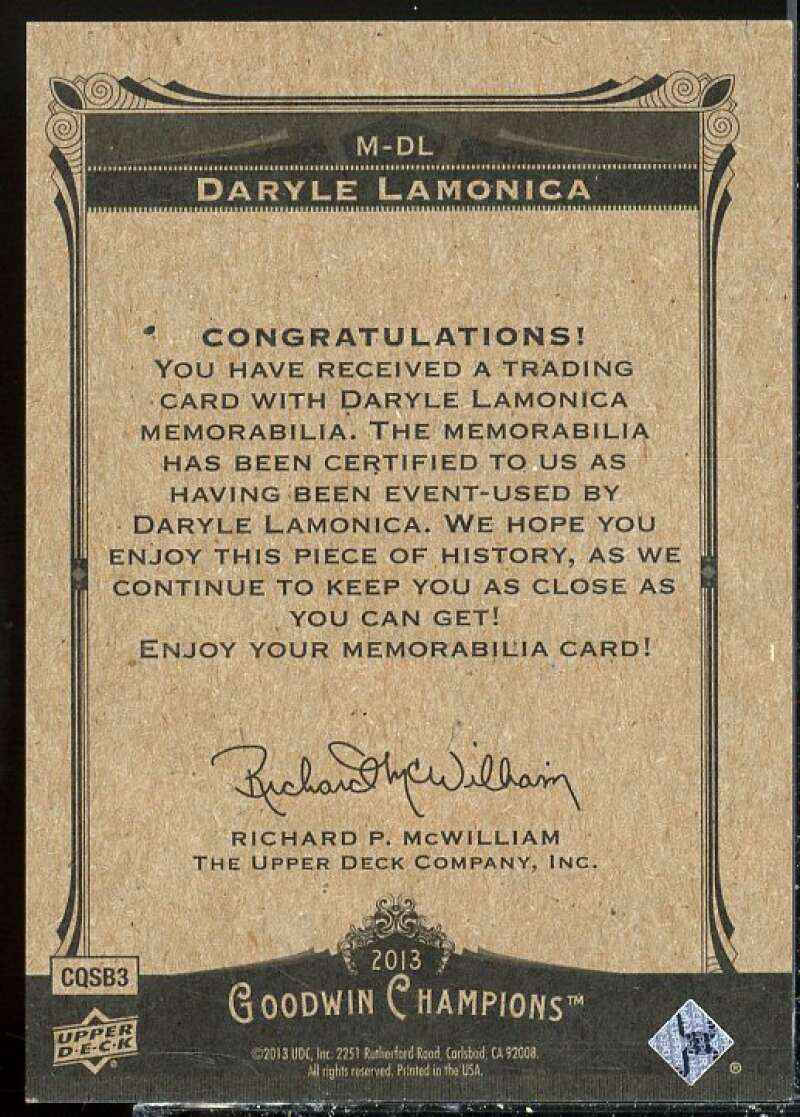 M-DL
DARYLE LAMONICA
CONGRATULATIONS!
YOU HAVE RECEIVED A TRADING
CARD WITH DARYLE LAMONICA
MEMORABILIA. THE MEMORABILIA
HAS BEEN CERTIFIED TO US AS
HAVING BEEN EVENT-USED BY
DARYLE LAMONICA. WE HOPE YOU
ENJOY THIS PIECE OF HISTORY, AS WE
CONTINUE TO KEEP YOU AS CLOSE AS
YOU CAN GET!
ENJOY YOUR MEMORABILIA CARD!
Richard McWilliam
RICHARD P. MCWILLIAM
THE UPPER DECK COMPANY, INC.
2013
CQSB3
GOODWIN CHAMPIONS™
UPPER
D·E·C·K
©2013 UDC, Inc. 2251 Rutherford Road, Carlsbad, CA 92008.
All rights reserved. Printed in the USA.